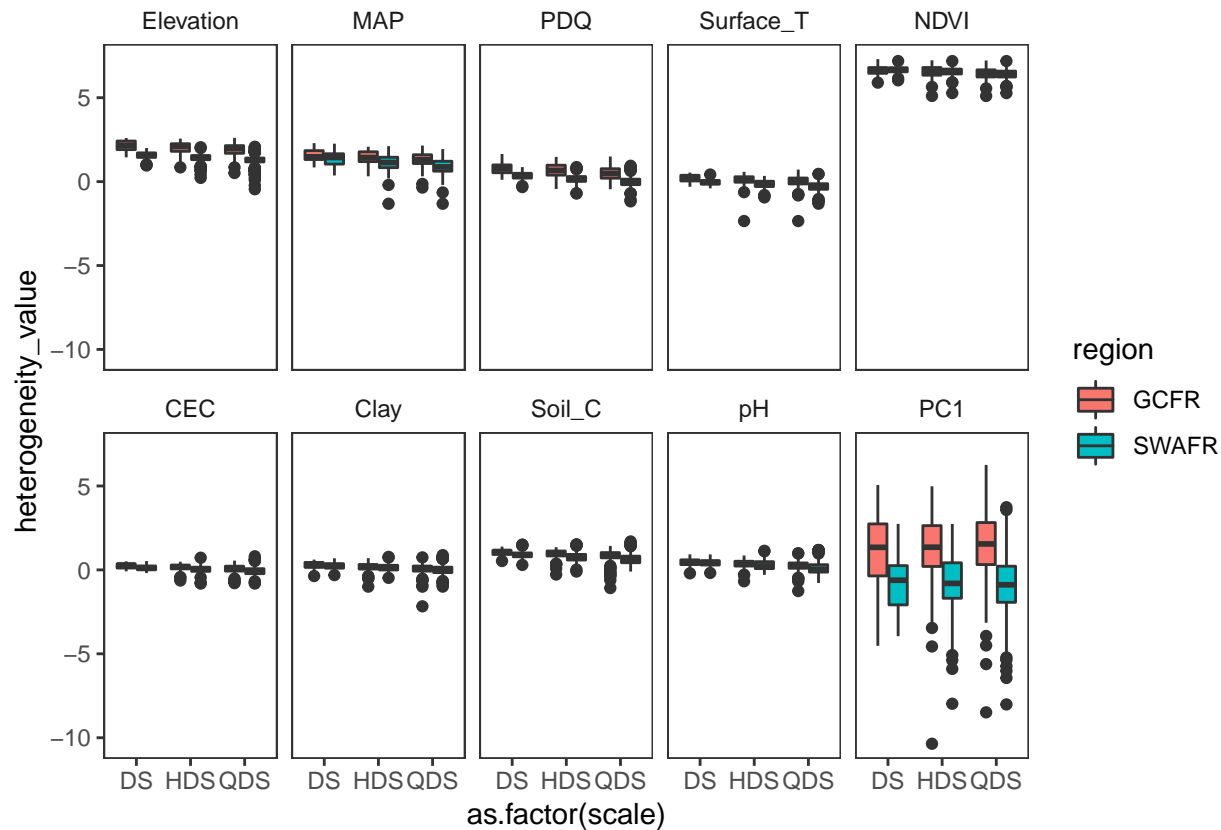 Elevation MAP PDQ Surface_T NDVI
5
0
−5
−10
CEC Clay Soil_C pH PC1
5
0
−5
−10
DS HDS QDS DS HDS QDS DS HDS QDS DS HDS QDS DS HDS QDS
as.factor(scale)
heterogeneity_value
region
GCFR
SWAFR